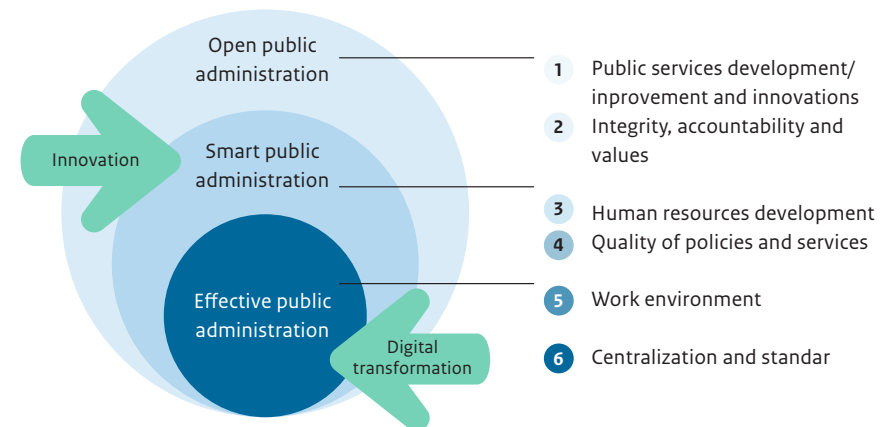 Open public
administration
Innovation
Smart public
administration
Effective public
administration
Digital
transformation
1 Public services development/
inprovement and innovations
2 Integrity, accountability and
values
3 Human resources development
4 Quality of policies and services
5 Work environment
6 Centralization and standar